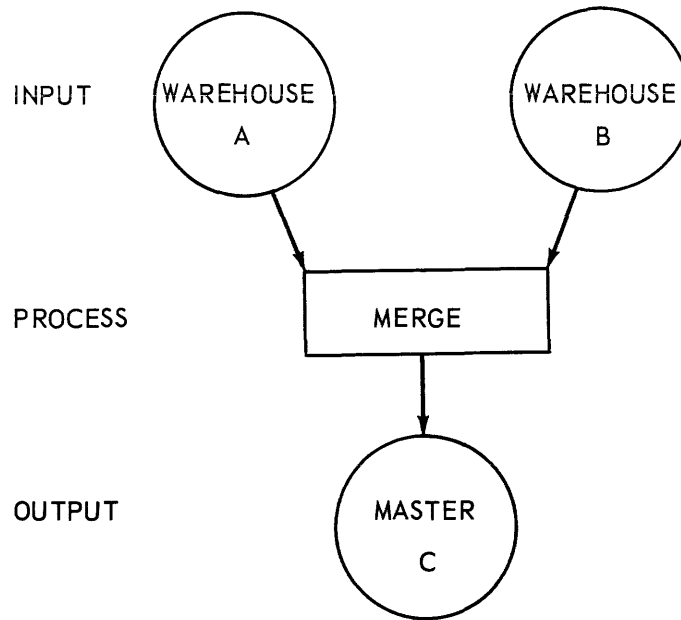 INPUT
WAREHOUSE
A
WAREHOUSE
B
PROCESS
MERGE
OUTPUT
MASTER
C